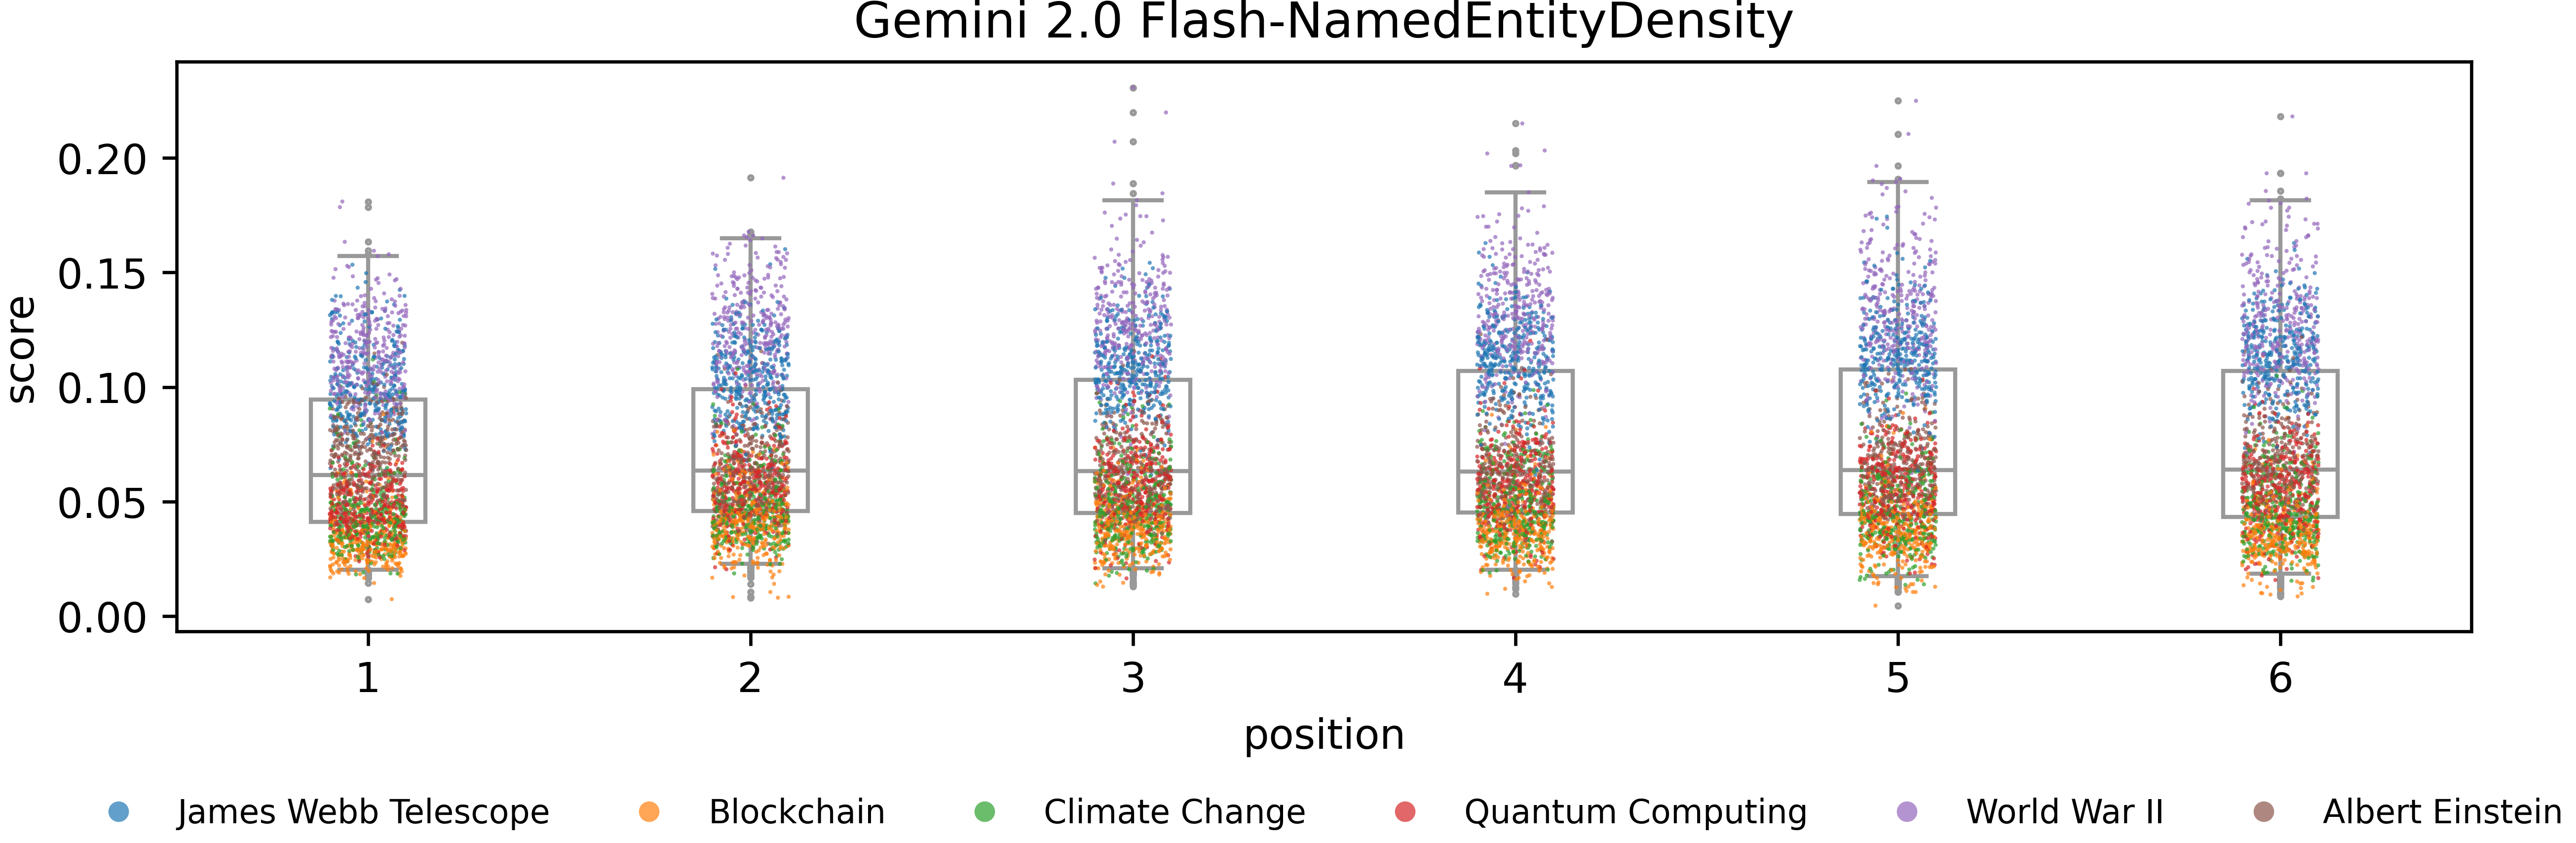 Gemini 2.0 Flash-NamedEntityDensity
score
0.20
0.15
0.10
0.05
0.00
1 2 3 4 5 6
position
James Webb Telescope Blockchain Climate Change Quantum Computing World War II Albert Einstein